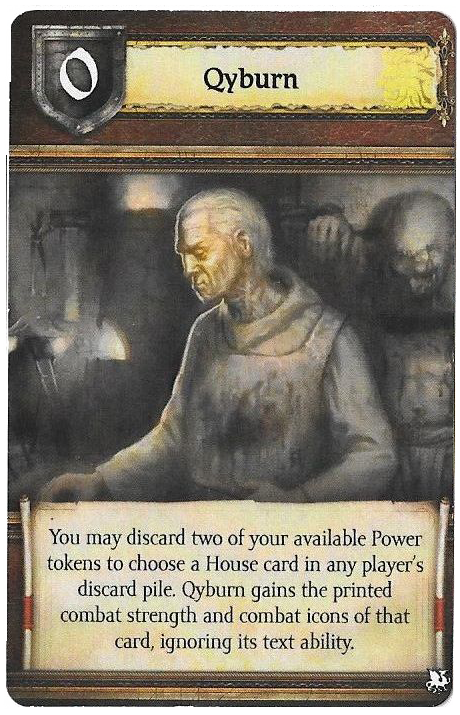 0
Qyburn
You may discard two of your available Power
tokens to choose a House card in any player's
discard pile. Qyburn gains the printed
combat strength and combat icons of that
card, ignoring its text ability.